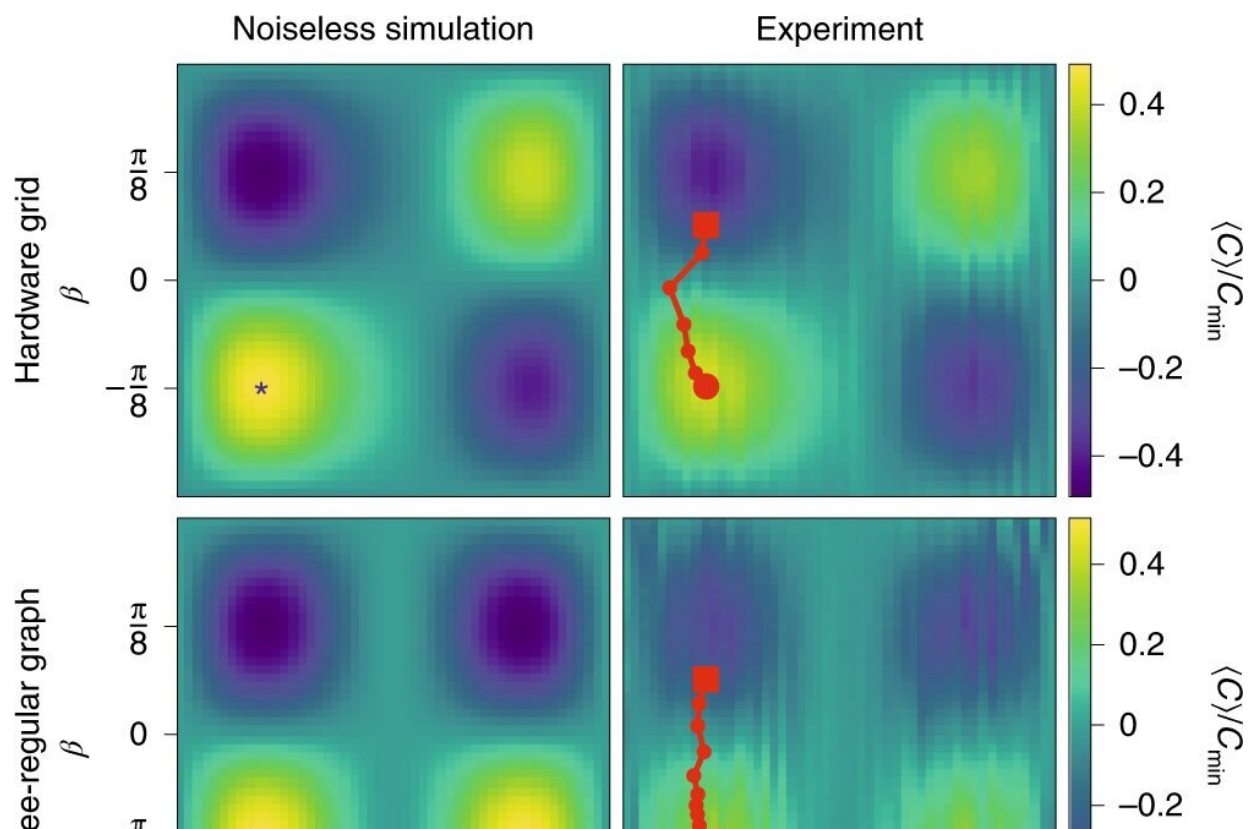 Noiseless simulation
Experiment
Hardware grid
β
π
8
0
−π
8
*
0.4
0.2
0
−0.2
−0.4
⟨C⟩/Cmin
ee-regular graph
β
π
8
0
π
0.4
0.2
0
−0.2
⟨C⟩/Cmin